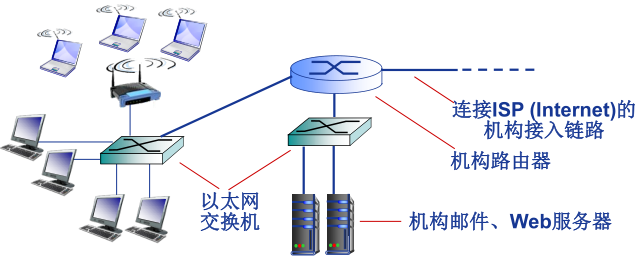 连接ISP (Internet)的
机构接入链路
机构路由器
以太网
交换机
机构邮件、Web服务器